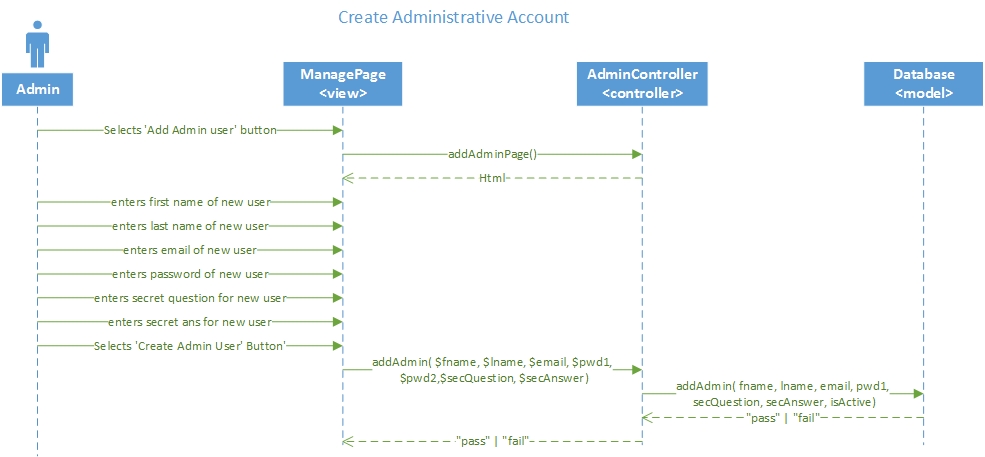 Create Administrative Account
Admin
ManagePage
<view>
AdminController
<controller>
Database
<model>
Selects 'Add Admin user' button
addAdminPage()
Html
enters first name of new user
enters last name of new user
enters email of new user
enters password of new user
enters secret question for new user
enters secret ans for new user
Selects 'Create Admin User' Button'
addAdmin( $fname, $lname, $email, $pwd1,
$pwd2,$secQuestion, $secAnswer)
addAdmin( fname, lname, email, pwd1,
secQuestion, secAnswer, isActive)
"pass" | "fail"
"pass" | "fail"